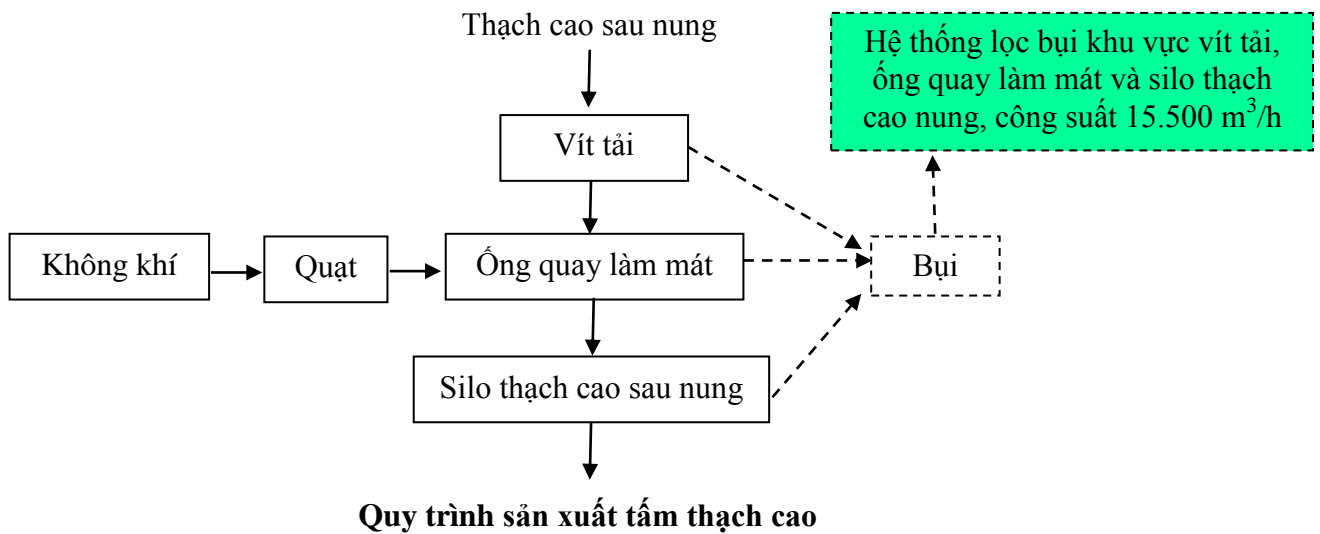 Thạch cao sau nung
Hệ thống lọc bụi khu vực vít tải,
ống quay làm mát và silo thạch
cao nung, công suất 15.500 m³/h
Vít tải
Không khí
Quạt
Ống quay làm mát
Bụi
Silo thạch cao sau nung
Quy trình sản xuất tấm thạch cao